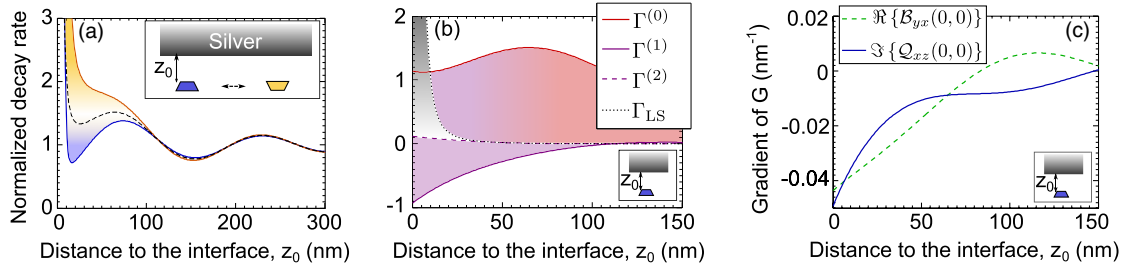 (a)
Silver
z₀
Normalized decay rate
3
2
1
0
0 100 200 300
Distance to the interface, z₀ (nm)
(b)
Γ⁽⁰⁾
Γ⁽¹⁾
Γ⁽²⁾
Γ_LS
z₀
2
1
0
-1
0 50 100 150
Distance to the interface, z₀ (nm)
(c)
ℜ{𝓑_yx(0,0)}
ℑ{𝓠_xz(0,0)}
z₀
Gradient of G (nm⁻¹)
0.02
0
-0.02
-0.04
0 50 100 150
Distance to the interface, z₀ (nm)